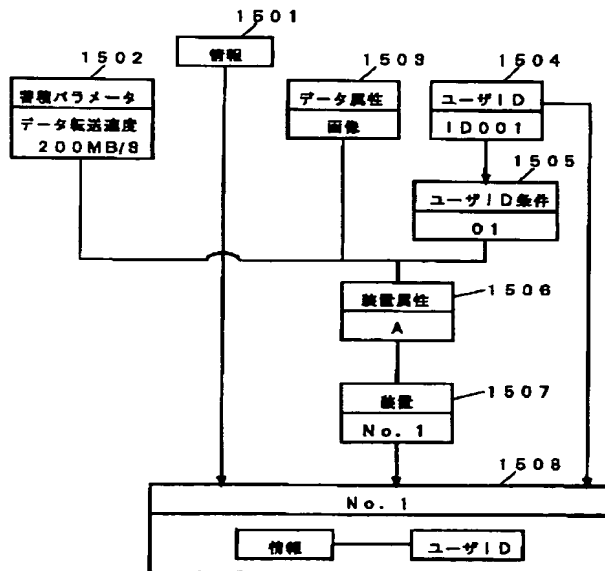 1501
情報
1502
蓄積パラメータ
データ転送速度
200MB/S
1503
データ属性
画像
1504
ユーザID
ID001
1505
ユーザID条件
01
1506
装置属性
A
1507
装置
No. 1
1508
No. 1
情報
ユーザID